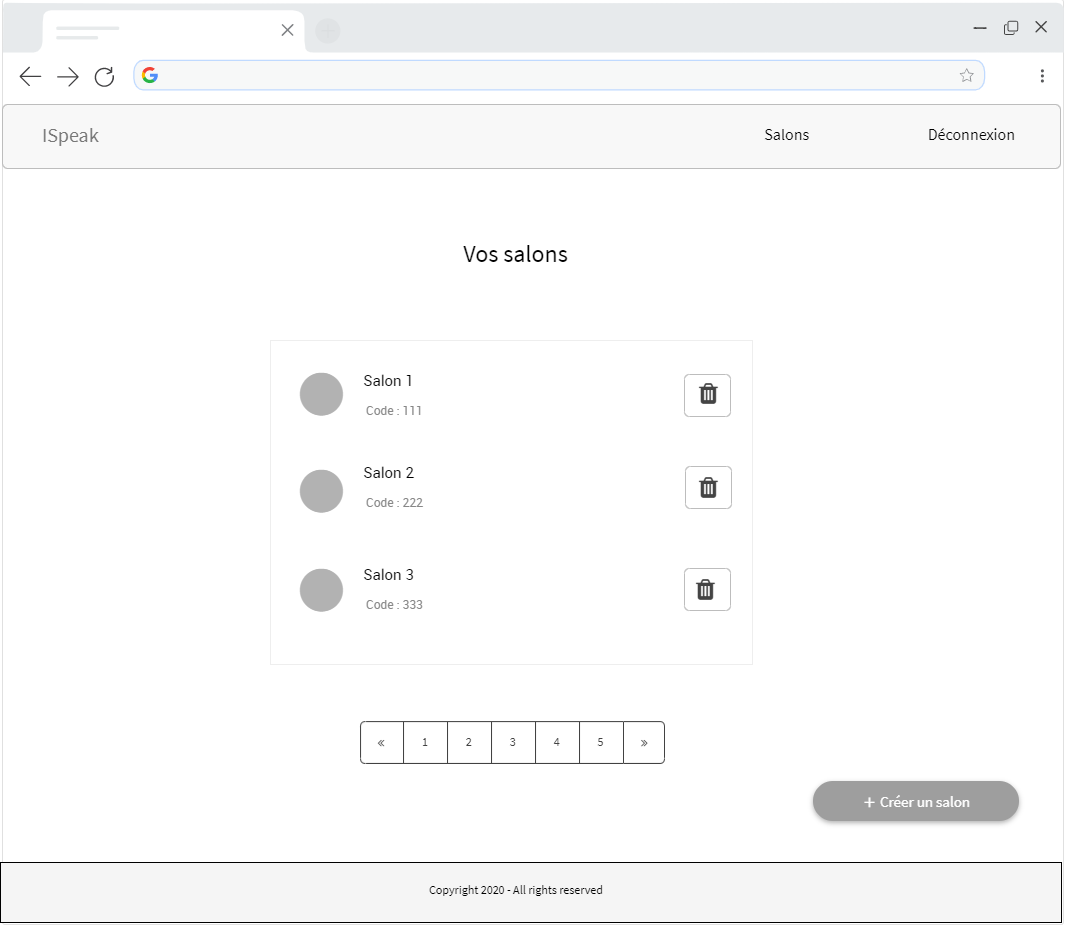 ISpeak
Salons
Déconnexion
Vos salons
Salon 1
Code : 111
Salon 2
Code : 222
Salon 3
Code : 333
« 1 2 3 4 5 »
+ Créer un salon
Copyright 2020 - All rights reserved